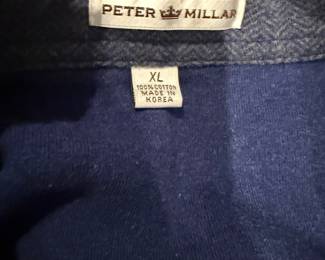 PETER MILLAR
XL
100% COTTON
MADE IN
KOREA